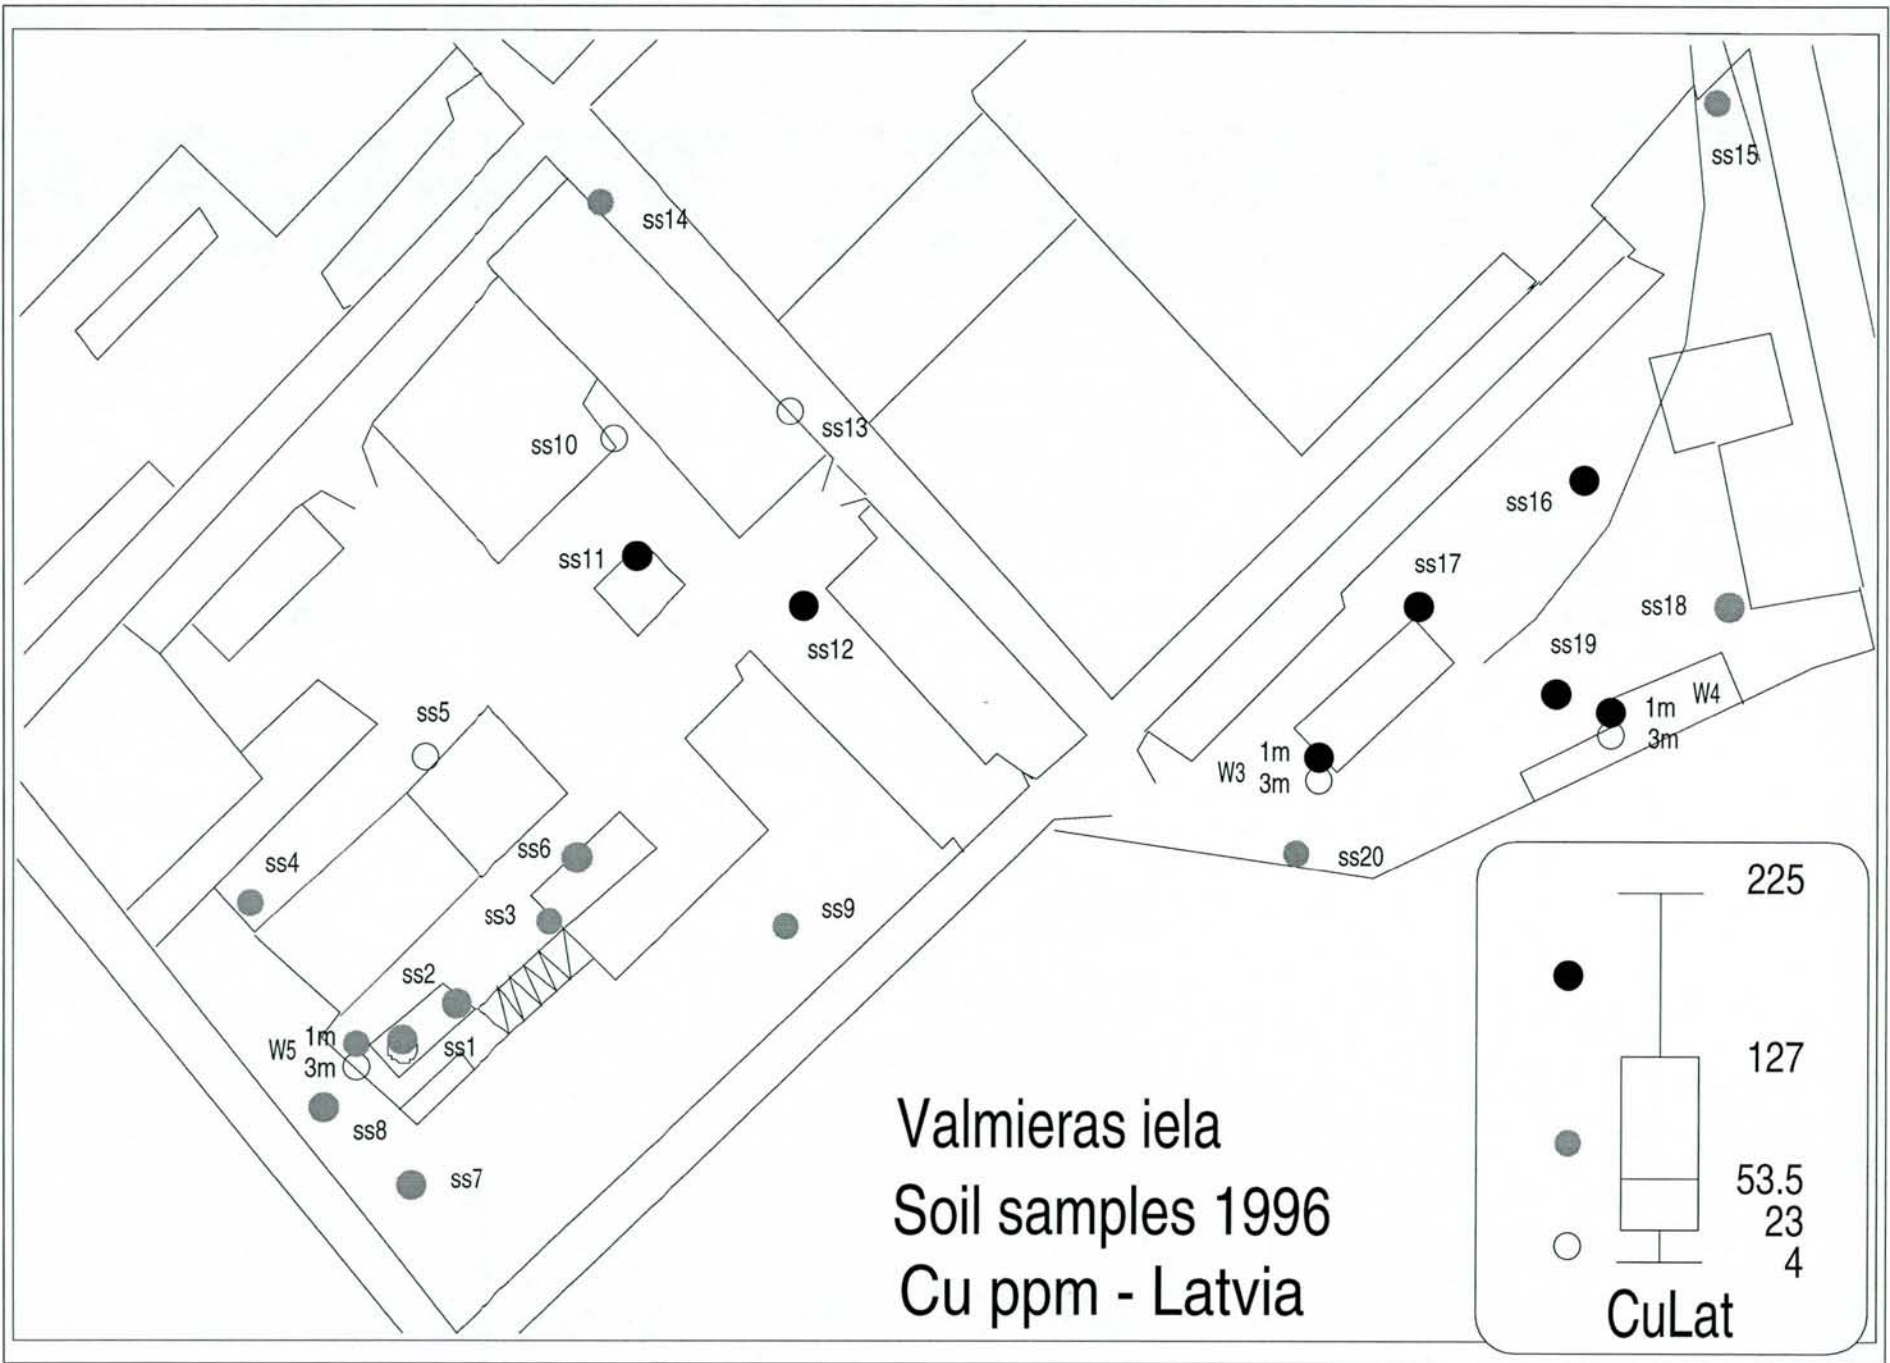 ss15
ss14
ss13
ss10
ss16
ss11
ss17
ss12
ss18
ss19
ss5
W4
1m
3m
1m
W3
3m
ss6
ss20
ss4
ss3
ss9
ss2
1m
W5
ss1
3m
ss8
ss7
Valmieras iela
Soil samples 1996
Cu ppm - Latvia
225
127
53.5
23
4
CuLat